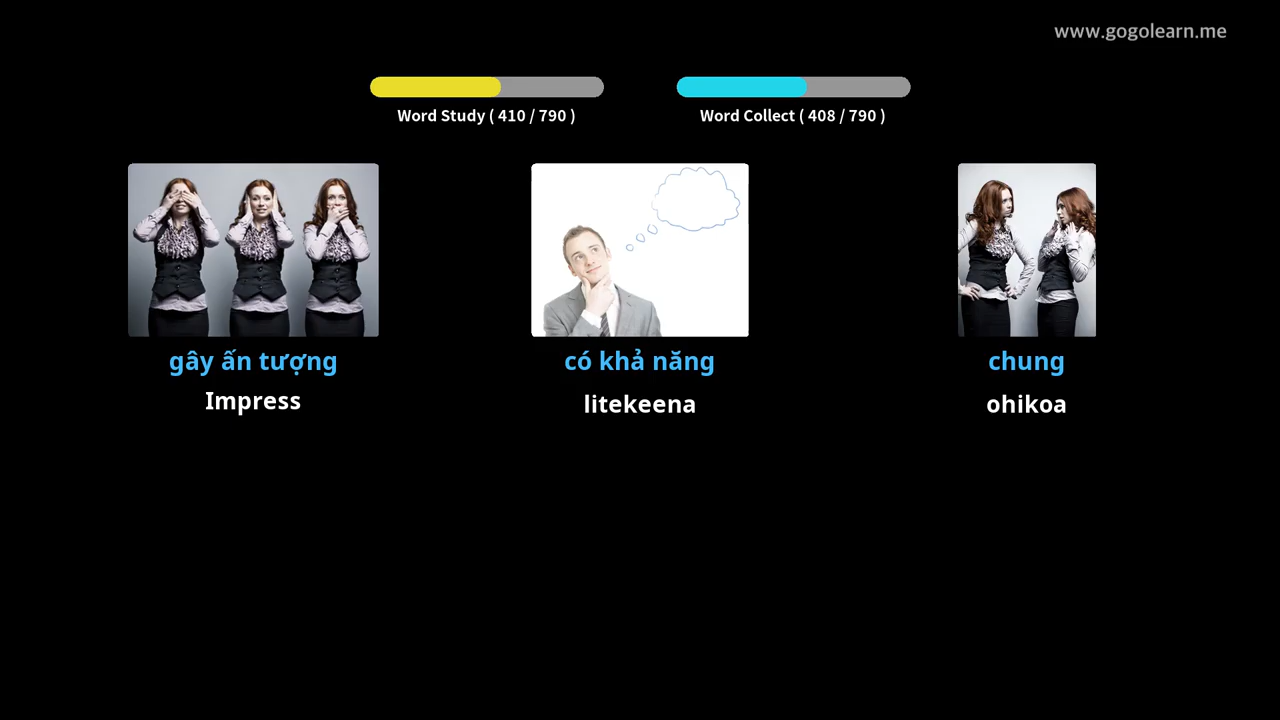 www.gogolearn.me
Word Study ( 410 / 790 )
Word Collect ( 408 / 790 )
gây ấn tượng
có khả năng
chung
Impress
litekeena
ohikoa